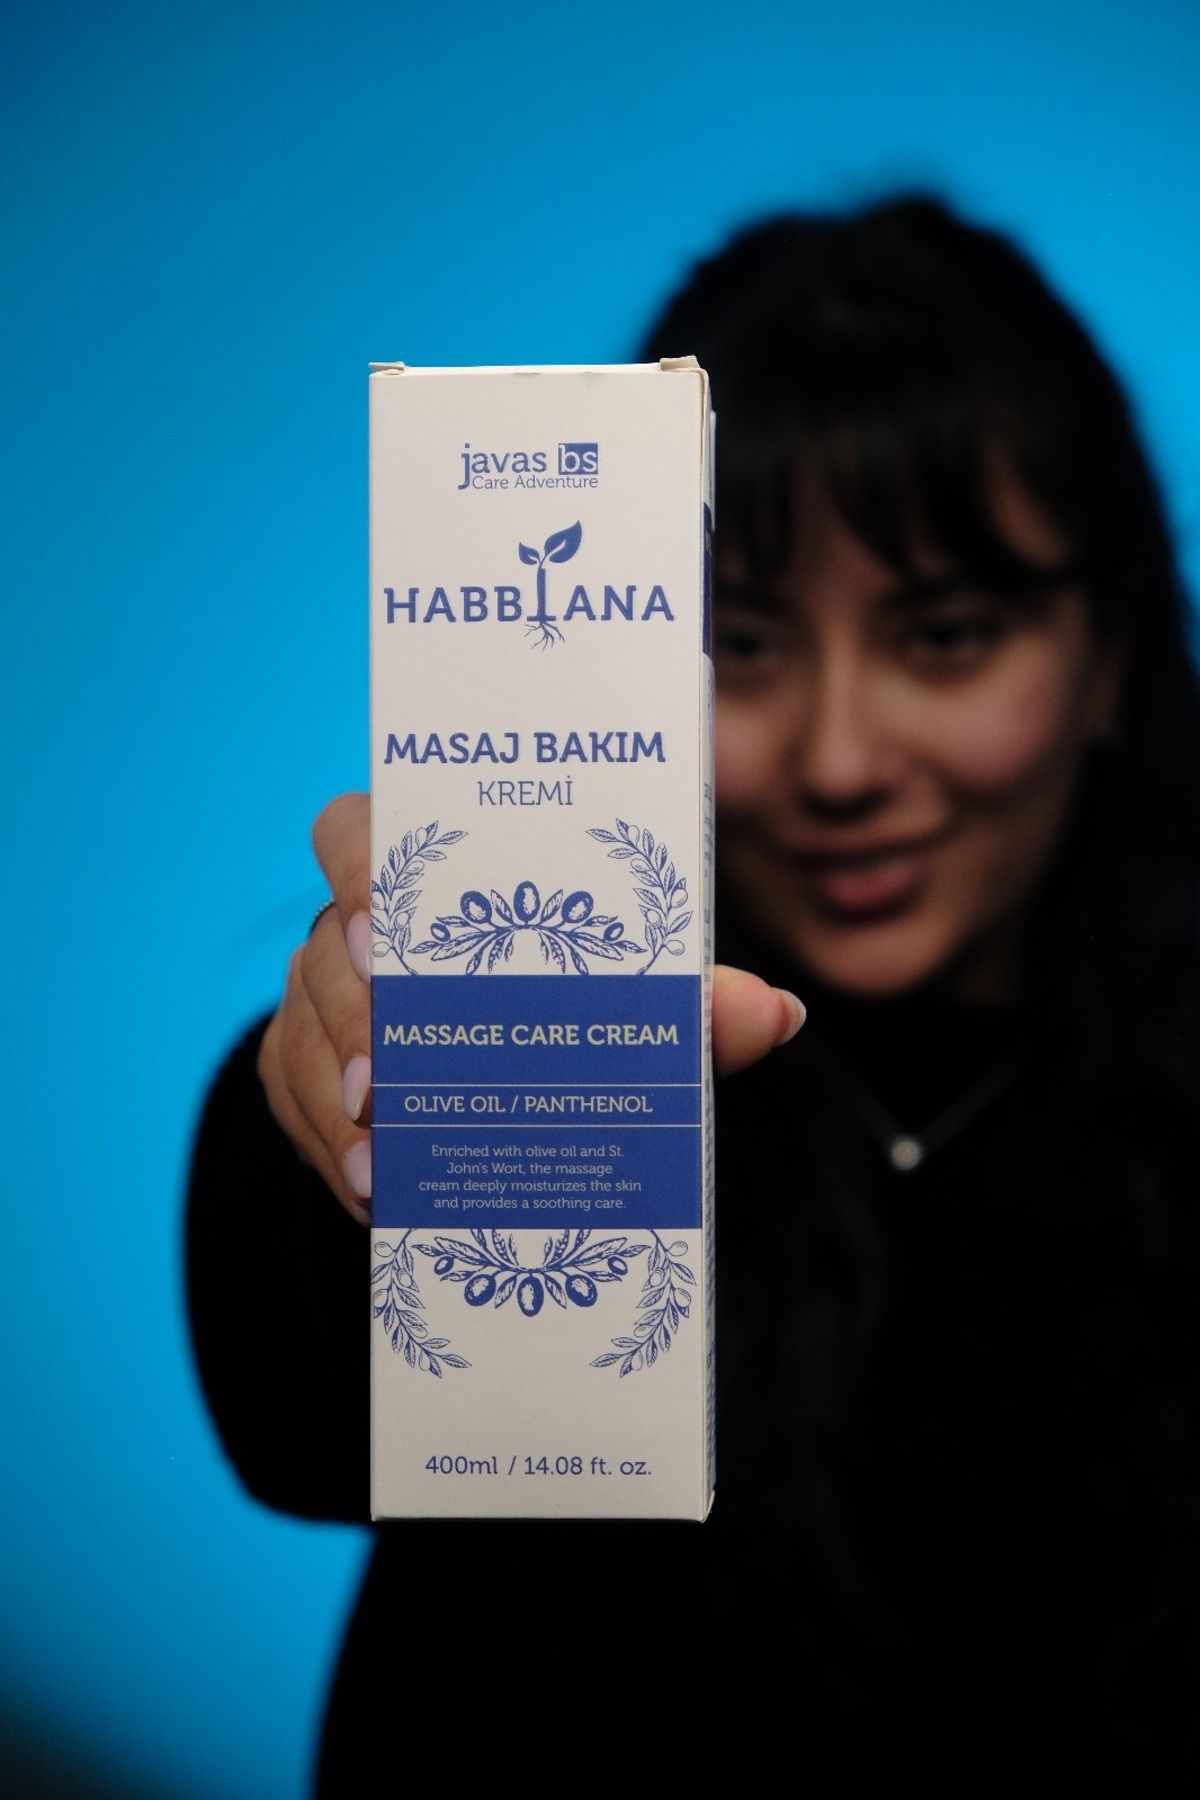 javas bs
Care Adventure
HABBIANA
MASAJ BAKIM
KREMİ
MASSAGE CARE CREAM
OLIVE OIL / PANTHENOL
Enriched with olive oil and St.
John's Wort, the massage
cream deeply moisturizes the skin
and provides a soothing care.
400ml / 14.08 ft. oz.